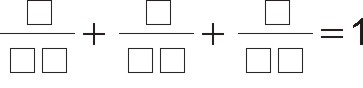 □/□□ + □/□□ + □/□□ = 1